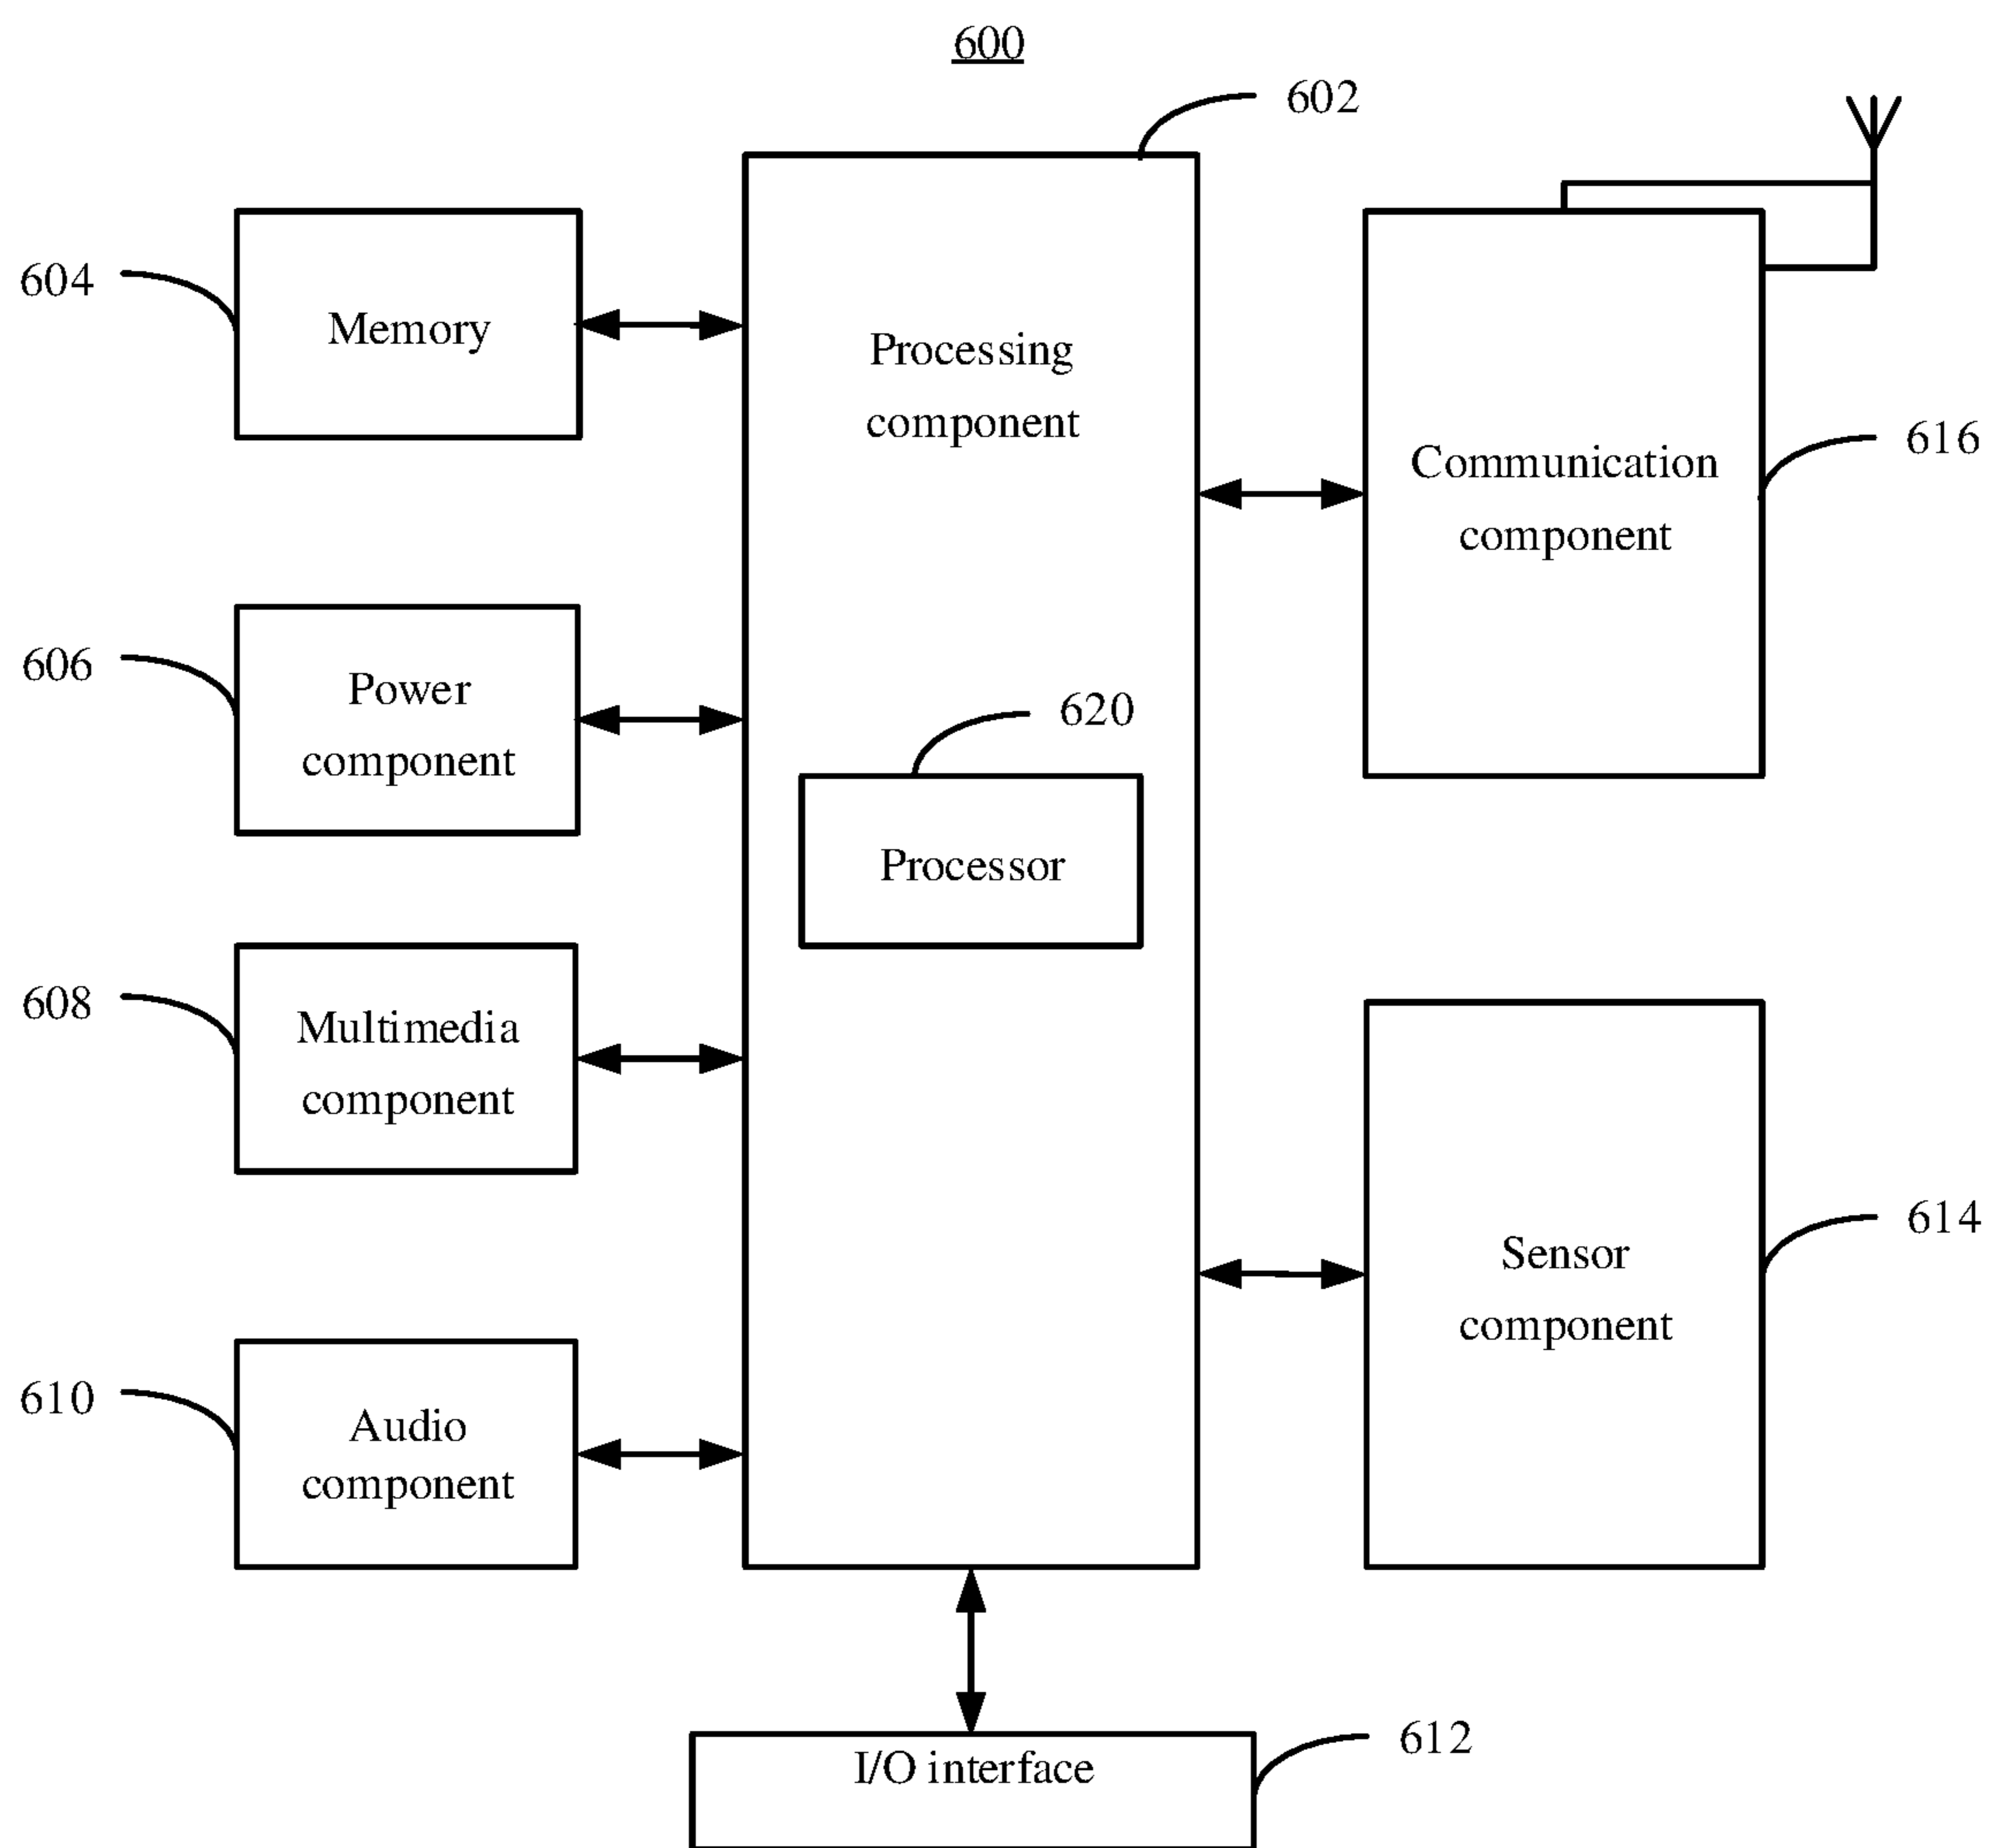 600
602
604
Memory
Processing
component
Communication
component
616
606
Power
component
620
Processor
608
Multimedia
component
614
Sensor
component
610
Audio
component
612
I/O interface